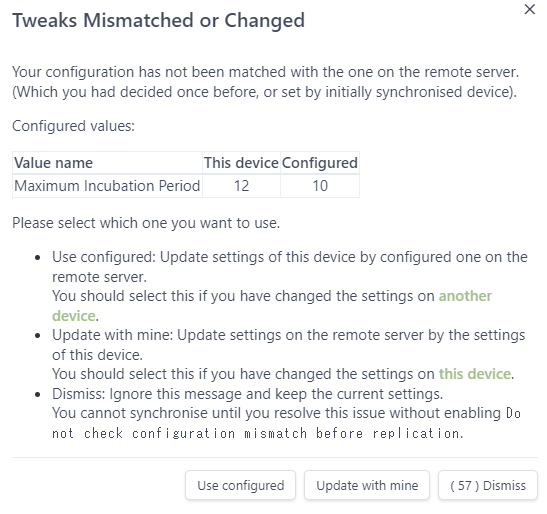 Tweaks Mismatched or Changed
Your configuration has not been matched with the one on the remote server.
(Which you had decided once before, or set by initially synchronised device).
Configured values:
Value name This device Configured
Maximum Incubation Period 12 10
Please select which one you want to use.
• Use configured: Update settings of this device by configured one on the
remote server.
You should select this if you have changed the settings on another
device.
• Update with mine: Update settings on the remote server by the settings
of this device.
You should select this if you have changed the settings on this device.
• Dismiss: Ignore this message and keep the current settings.
You cannot synchronise until you resolve this issue without enabling Do
not check configuration mismatch before replication.
Use configured Update with mine ( 57 ) Dismiss